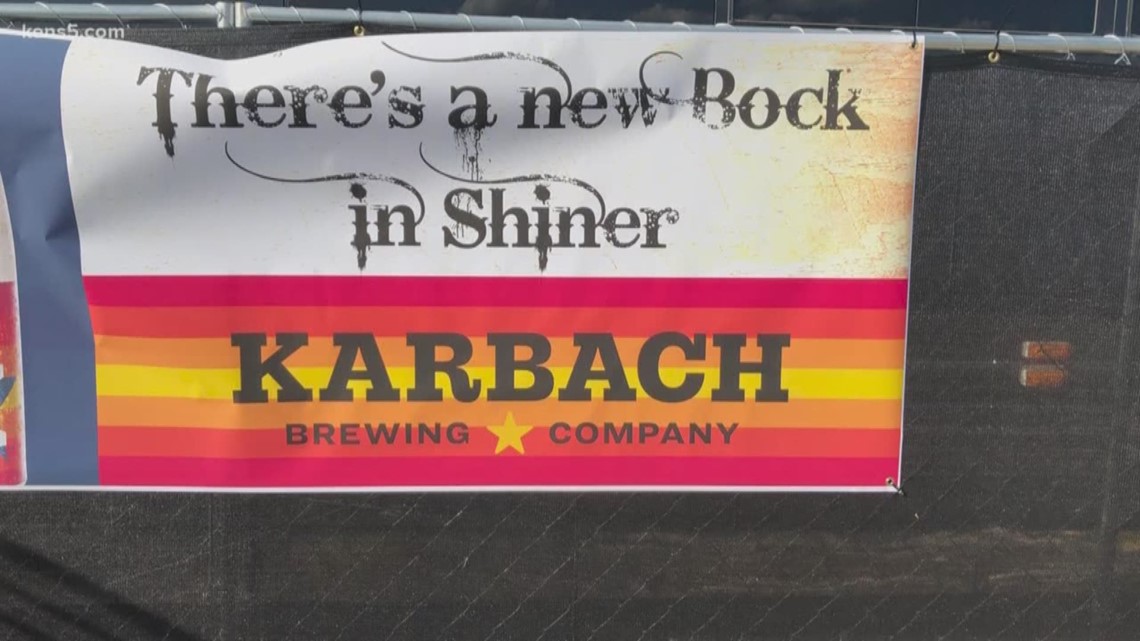 kens5.com
There's a new Bock
in Shiner
KARBACH
BREWING ★ COMPANY